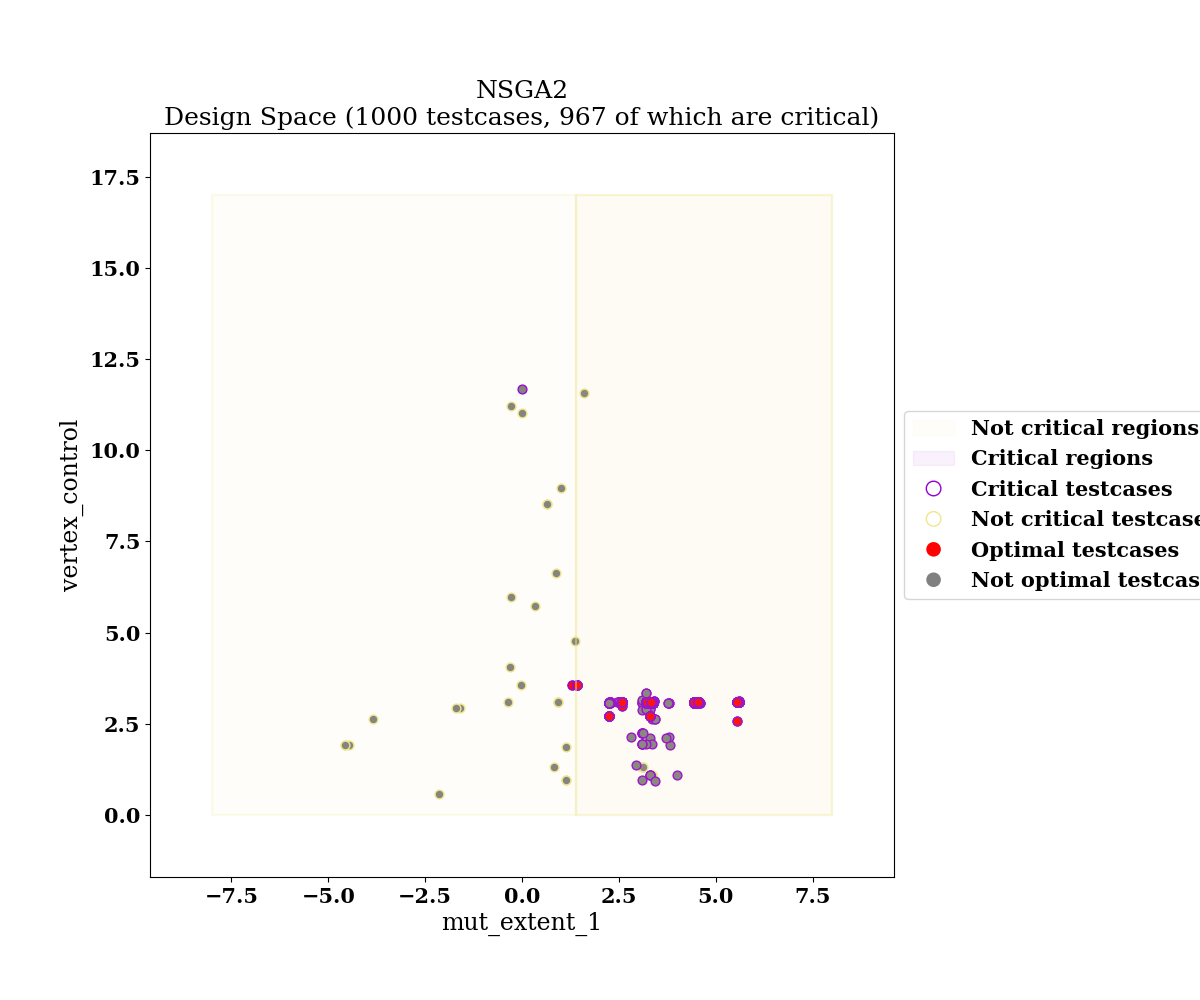 NSGA2
Design Space (1000 testcases, 967 of which are critical)
17.5
15.0
12.5
10.0
7.5
5.0
2.5
0.0
vertex_control
−7.5
−5.0
−2.5
0.0
2.5
5.0
7.5
mut_extent_1
Not critical regions
Critical regions
Critical testcases
Not critical testcase
Optimal testcases
Not optimal testcas